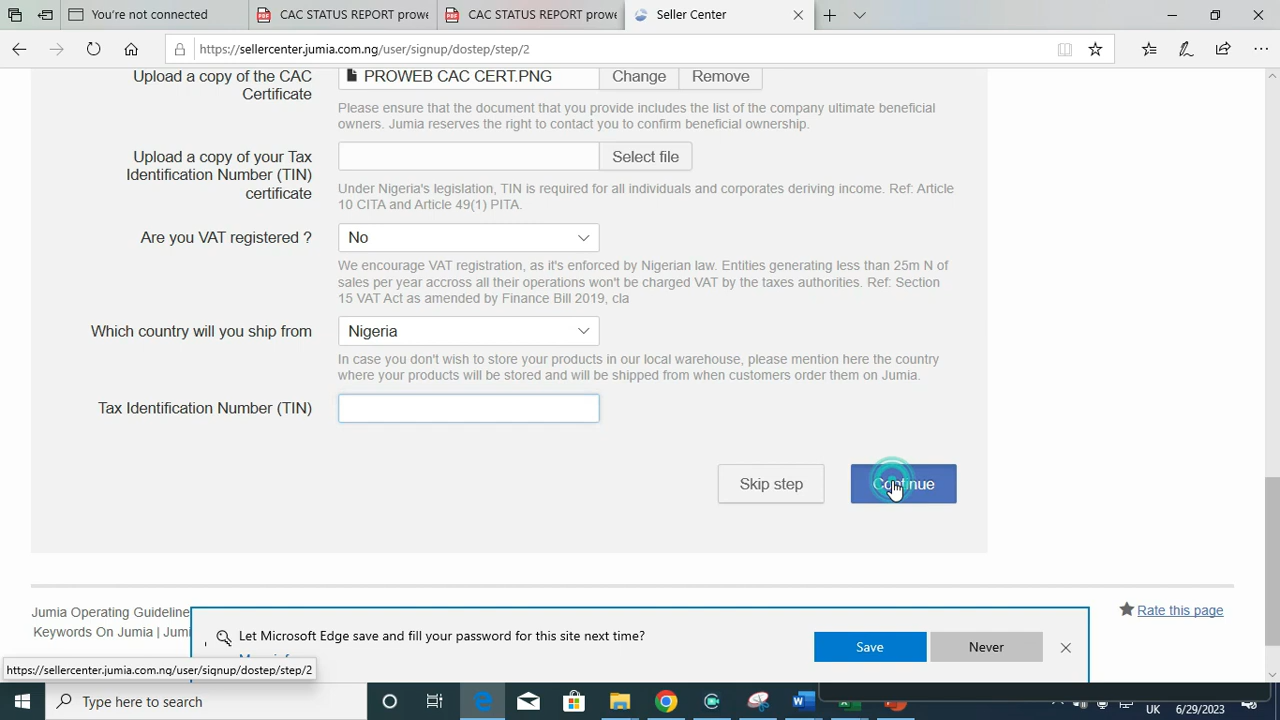 You're not connected
CAC STATUS REPORT prowe
CAC STATUS REPORT prowe
Seller Center
https://sellercenter.jumia.com.ng/user/signup/dostep/step/2
Upload a copy of the CAC
Certificate
PROWEB CAC CERT.PNG
Change
Remove
Please ensure that the document that you provide includes the list of the company ultimate beneficial
owners. Jumia reserves the right to contact you to confirm beneficial ownership.
Upload a copy of your Tax
Identification Number (TIN)
certificate
Select file
Under Nigeria's legislation, TIN is required for all individuals and corporates deriving income. Ref: Article
10 CITA and Article 49(1) PITA.
Are you VAT registered ?
No
We encourage VAT registration, as it's enforced by Nigerian law. Entities generating less than 25m N of
sales per year accross all their operations won't be charged VAT by the taxes authorities. Ref: Section
15 VAT Act as amended by Finance Bill 2019, cla
Which country will you ship from
Nigeria
In case you don't wish to store your products in our local warehouse, please mention here the country
where your products will be stored and will be shipped from when customers order them on Jumia.
Tax Identification Number (TIN)
Skip step
Continue
Jumia Operating Guideline
Keywords On Jumia | Jumi
Rate this page
Let Microsoft Edge save and fill your password for this site next time?
Save
Never
https://sellercenter.jumia.com.ng/user/signup/dostep/step/2
Type here to search
UK
6/29/2023